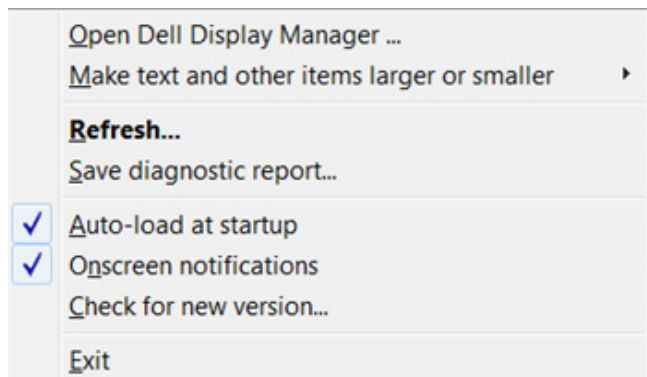 Open Dell Display Manager ...
Make text and other items larger or smaller
Refresh...
Save diagnostic report...
Auto-load at startup
Onscreen notifications
Check for new version...
Exit